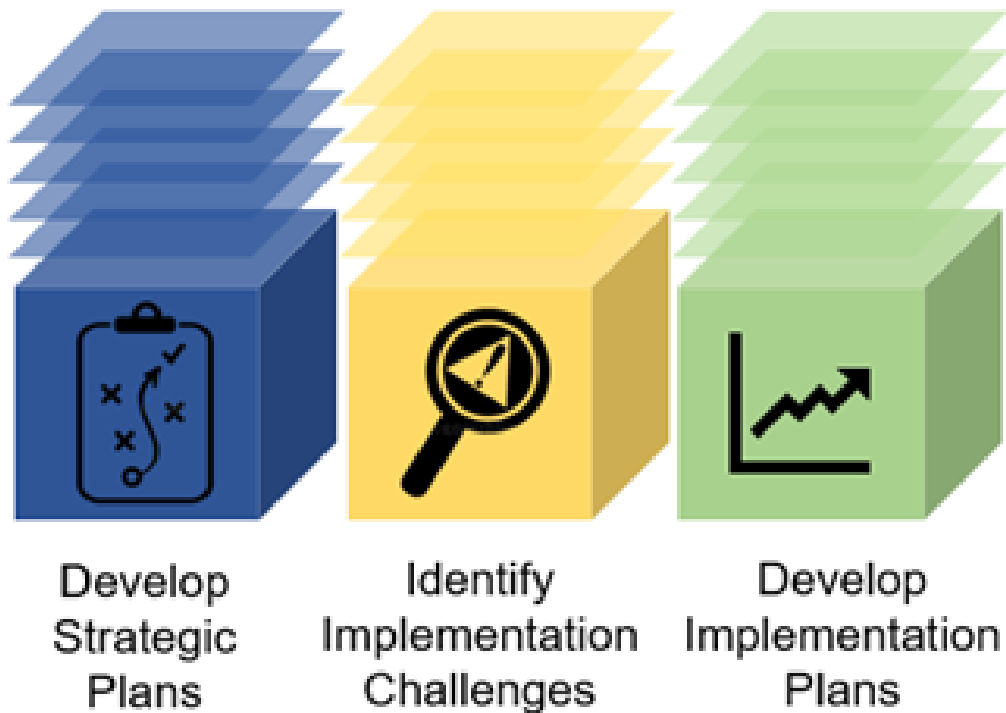 Develop
Strategic
Plans
Identify
Implementation
Challenges
Develop
Implementation
Plans